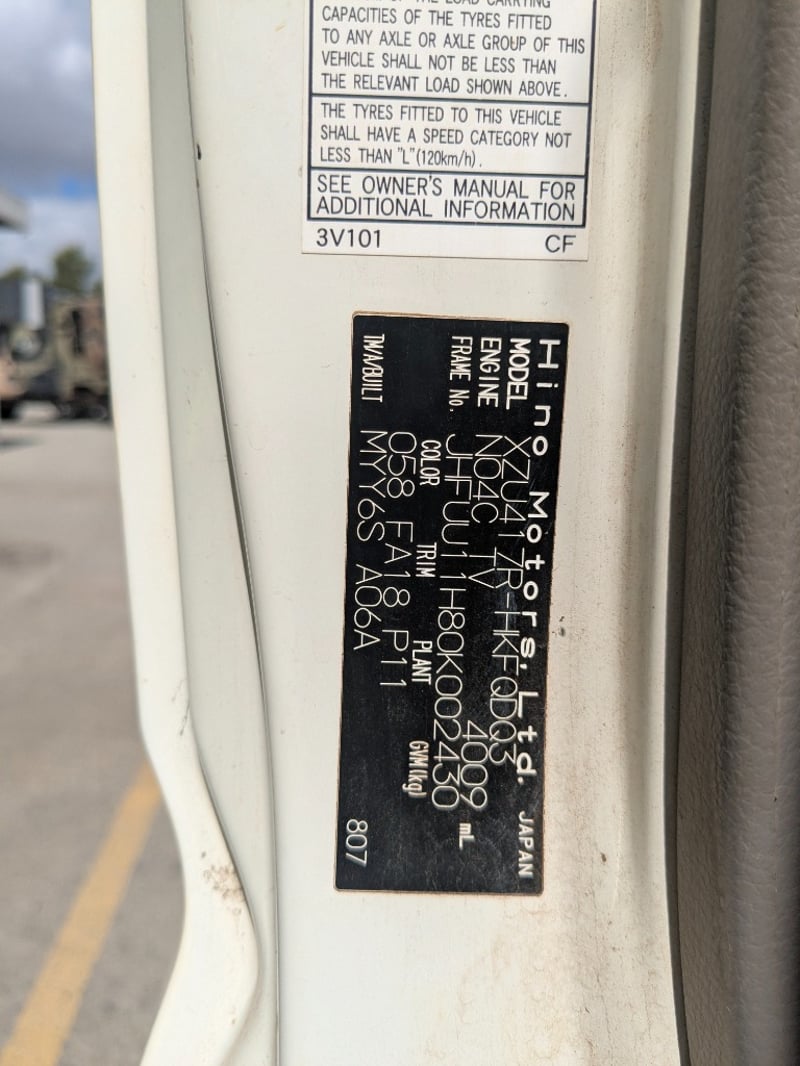 CAPACITIES OF THE TYRES FITTED
TO ANY AXLE OR AXLE GROUP OF THIS
VEHICLE SHALL NOT BE LESS THAN
THE RELEVANT LOAD SHOWN ABOVE.
THE TYRES FITTED TO THIS VEHICLE
SHALL HAVE A SPEED CATEGORY NOT
LESS THAN "L"(120km/h).
SEE OWNER'S MANUAL FOR
ADDITIONAL INFORMATION
3V101 CF
Hino Motors, Ltd. JAPAN
MODEL XZU417R-HKFQDQ3
ENGINE N04C TV 4009 mL
FRAME No. JHFUU11H80K002430
COLOR TRIM PLANT GVM(kg)
058 FA18 P11
TM/A/BUILT MYY6S A06A 807